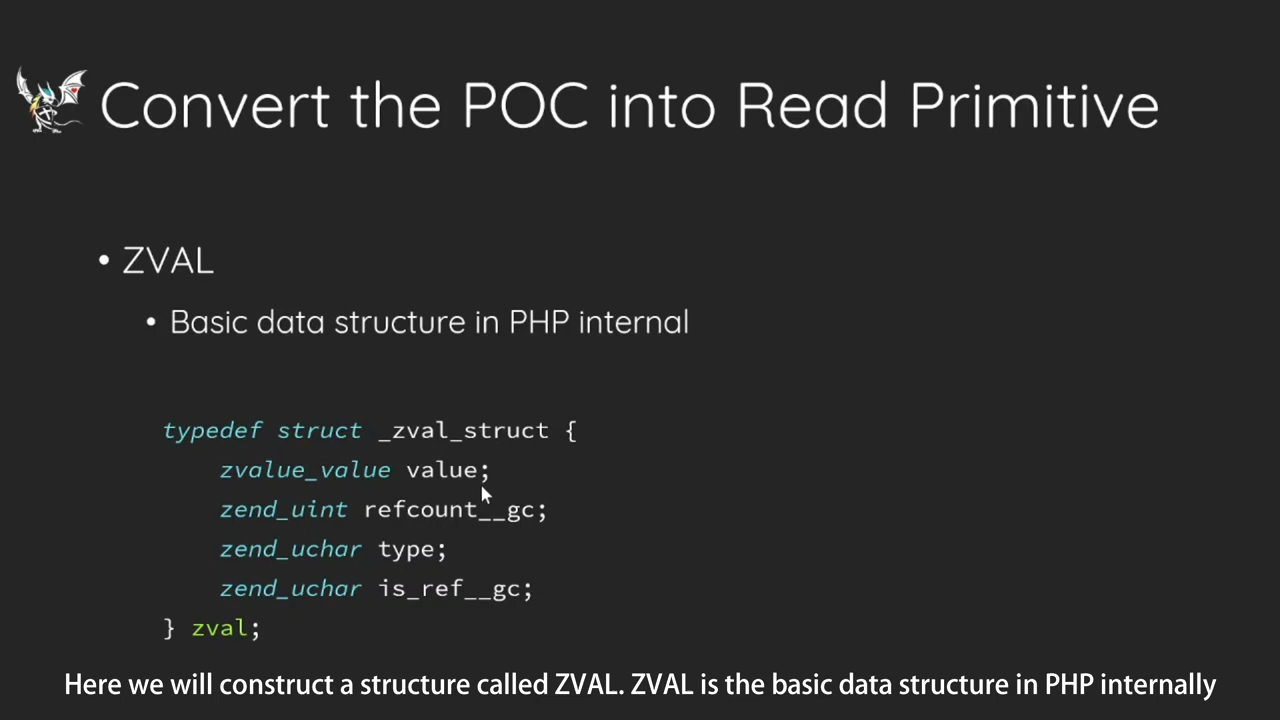 Convert the POC into Read Primitive
• ZVAL
• Basic data structure in PHP internal
typedef struct _zval_struct {
zvalue_value value;
zend_uint refcount__gc;
zend_uchar type;
zend_uchar is_ref__gc;
} zval;
Here we will construct a structure called ZVAL. ZVAL is the basic data structure in PHP internally